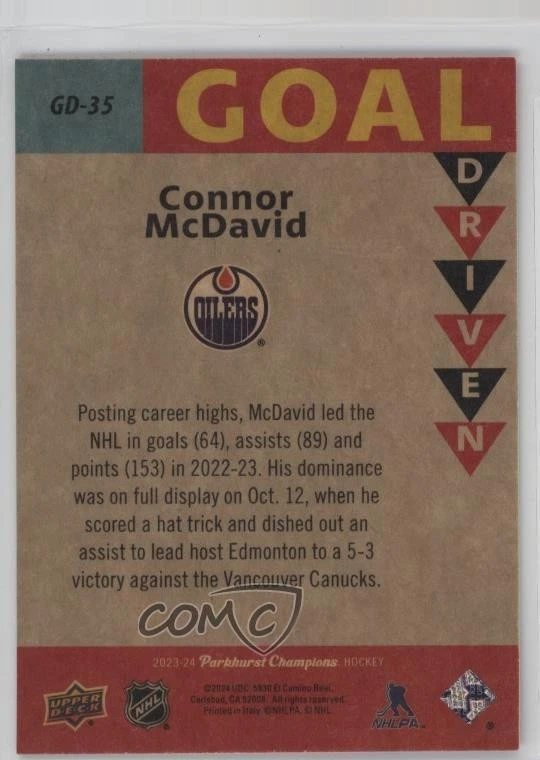 GD-35
GOAL
DRIVEN
Connor
McDavid
OILERS
®
Posting career highs, McDavid led the
NHL in goals (64), assists (89) and
points (153) in 2022-23. His dominance
was on full display on Oct. 12, when he
scored a hat trick and dished out an
assist to lead host Edmonton to a 5-3
victory against the Vancouver Canucks.
COMC
2023-24 Parkhurst Champions HOCKEY
UPPER
DECK
®
NHL
©2024 UDC. 5830 El Camino Real,
Carlsbad, CA 92008. All rights reserved.
Printed in Italy. ©NHLPA. © NHL.
NHLPA
®